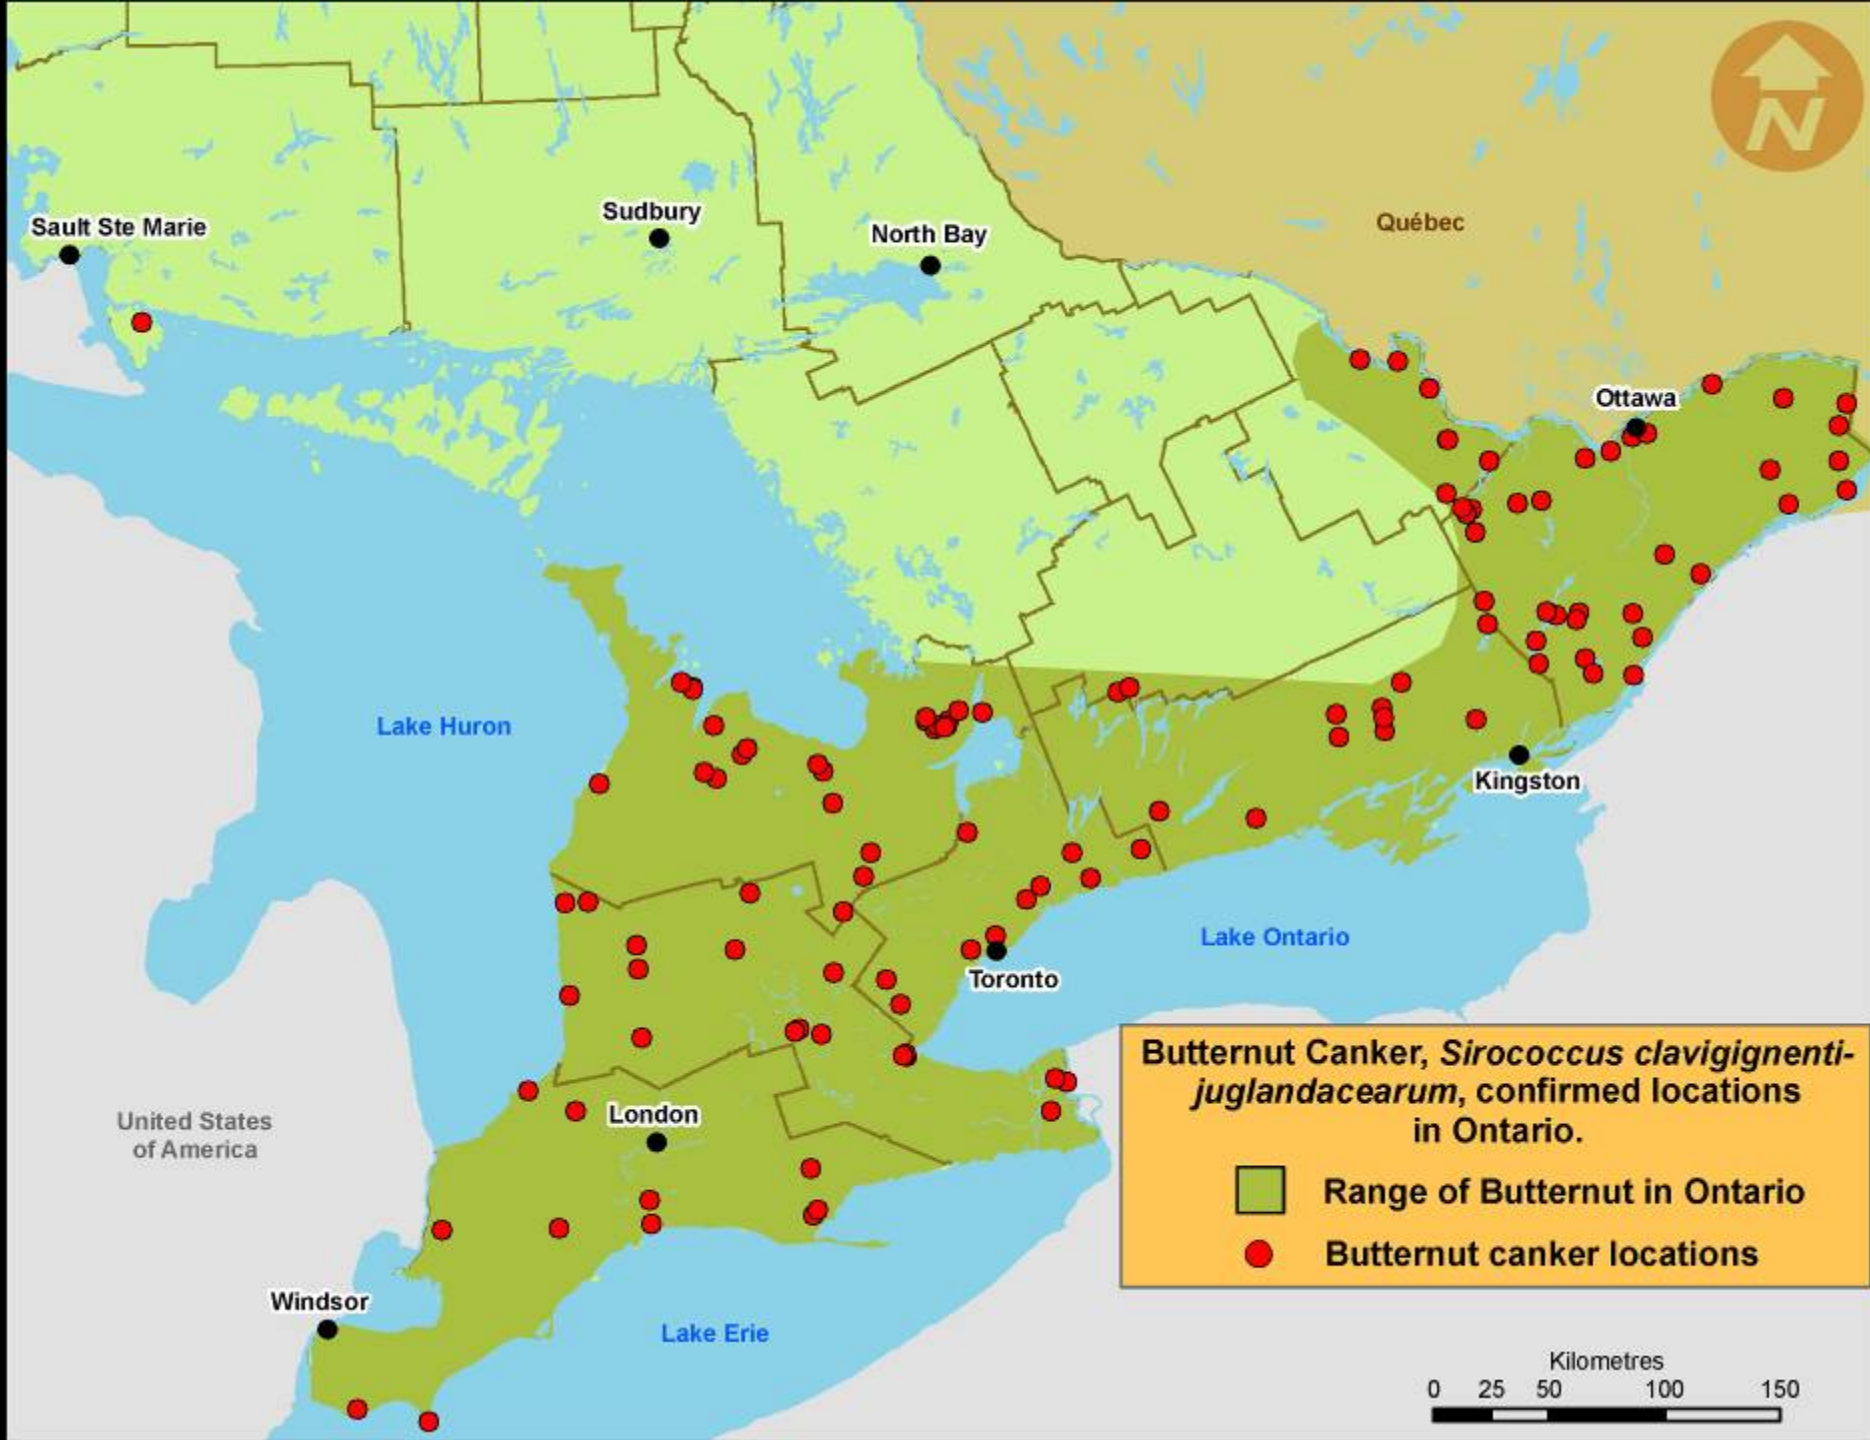 N
Québec
Sault Ste Marie
Sudbury
North Bay
Ottawa
Lake Huron
Kingston
Lake Ontario
Toronto
United States
of America
London
Windsor
Lake Erie
Butternut Canker, Sirococcus clavigignenti-
juglandacearum, confirmed locations
in Ontario.
Range of Butternut in Ontario
Butternut canker locations
Kilometres
0 25 50 100 150